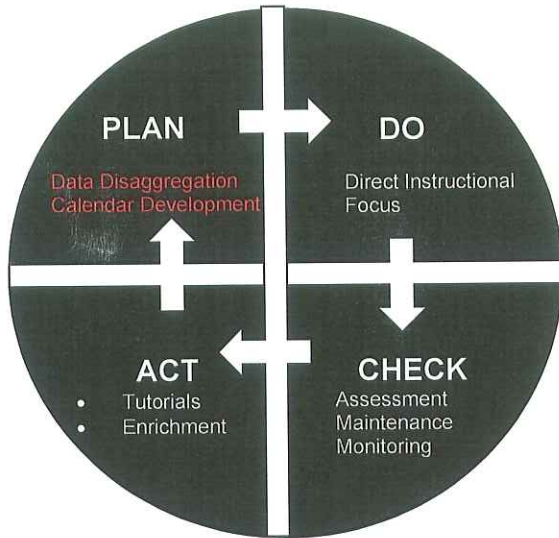 PLAN
Data Disaggregation
Calendar Development
DO
Direct Instructional
Focus
ACT
• Tutorials
• Enrichment
CHECK
Assessment
Maintenance
Monitoring